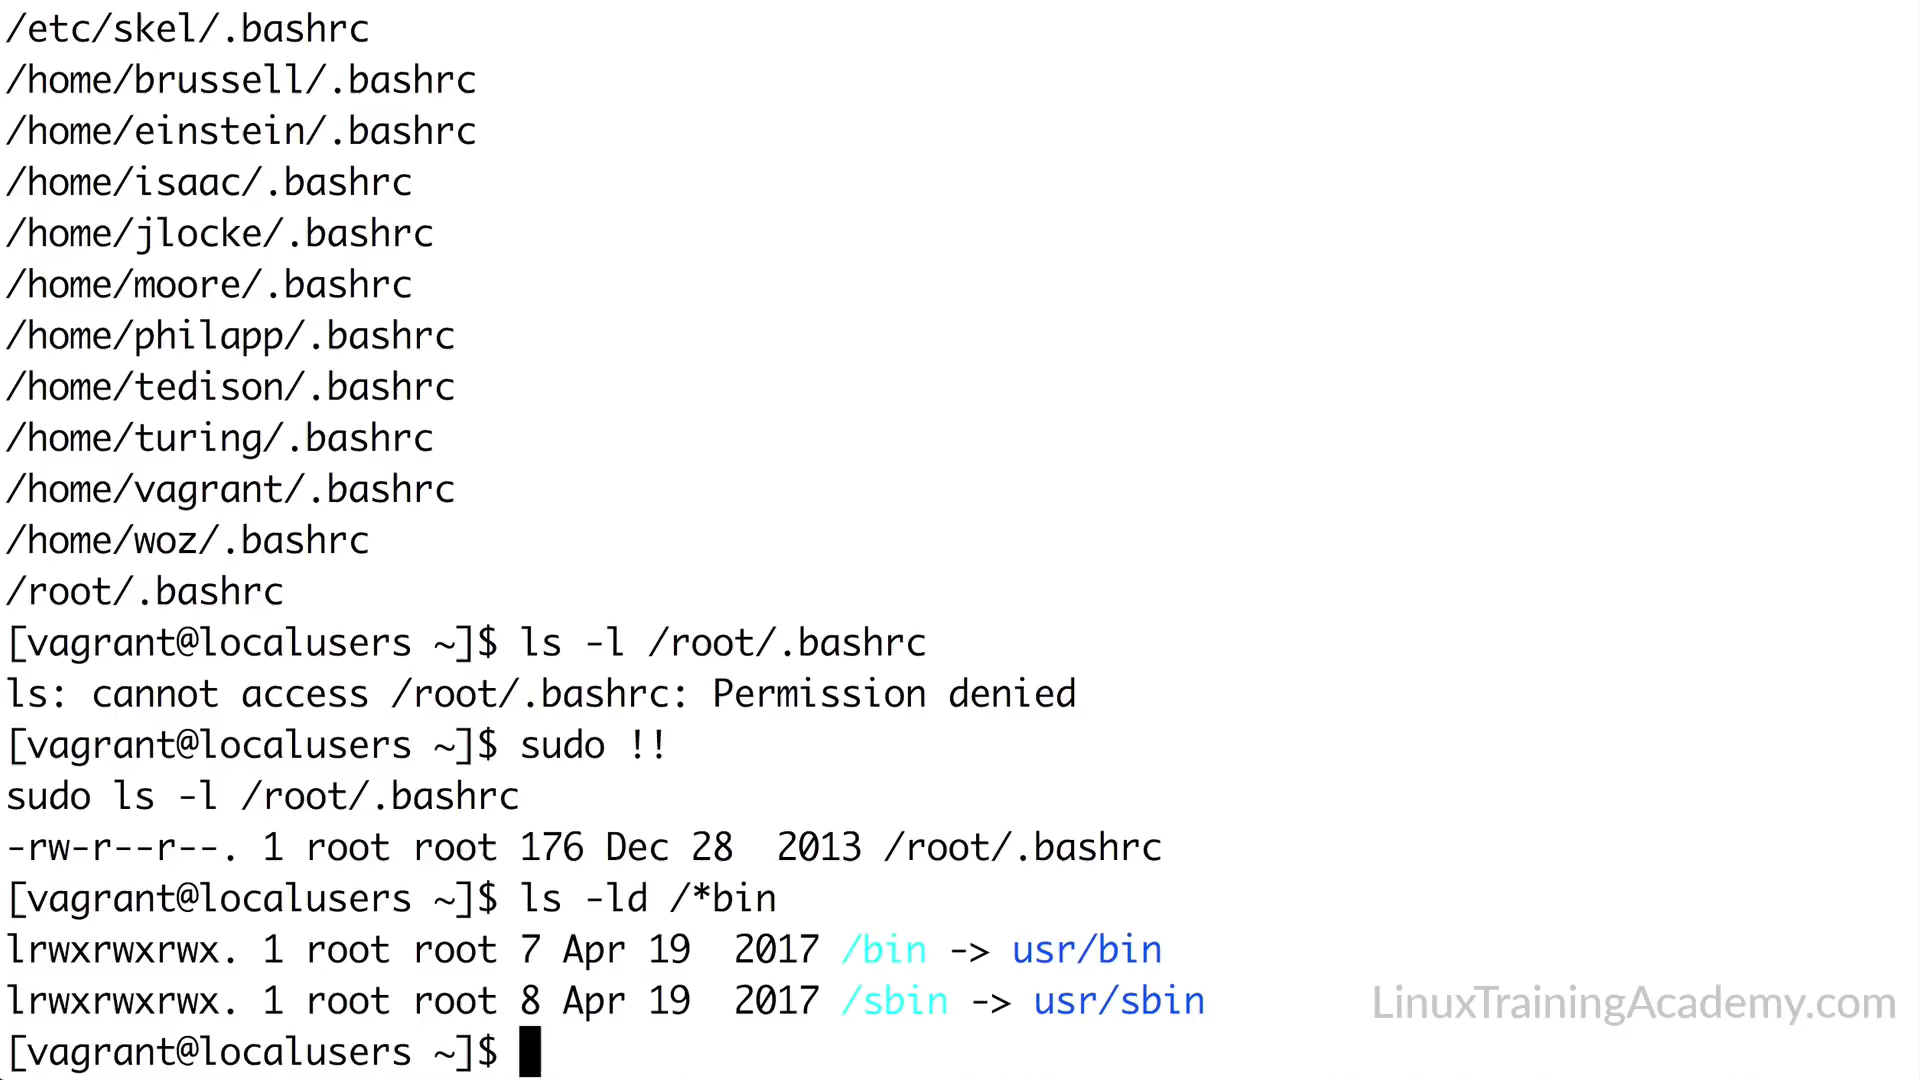 /etc/skel/.bashrc
/home/brussell/.bashrc
/home/einstein/.bashrc
/home/isaac/.bashrc
/home/jlocke/.bashrc
/home/moore/.bashrc
/home/philapp/.bashrc
/home/tedison/.bashrc
/home/turing/.bashrc
/home/vagrant/.bashrc
/home/woz/.bashrc
/root/.bashrc
[vagrant@localusers ~]$ ls -l /root/.bashrc
ls: cannot access /root/.bashrc: Permission denied
[vagrant@localusers ~]$ sudo !!
sudo ls -l /root/.bashrc
-rw-r--r--. 1 root root 176 Dec 28  2013 /root/.bashrc
[vagrant@localusers ~]$ ls -ld /*bin
lrwxrwxrwx. 1 root root 7 Apr 19  2017 /bin -> usr/bin
lrwxrwxrwx. 1 root root 8 Apr 19  2017 /sbin -> usr/sbin
LinuxTrainingAcademy.com
[vagrant@localusers ~]$